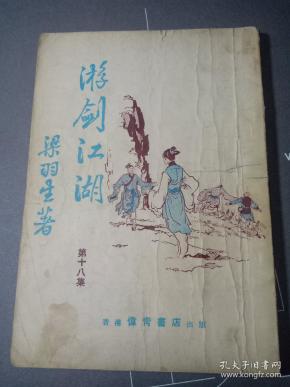 游劍江湖
梁羽生著
第十八集
香港偉青書店出版
孔夫子旧书网